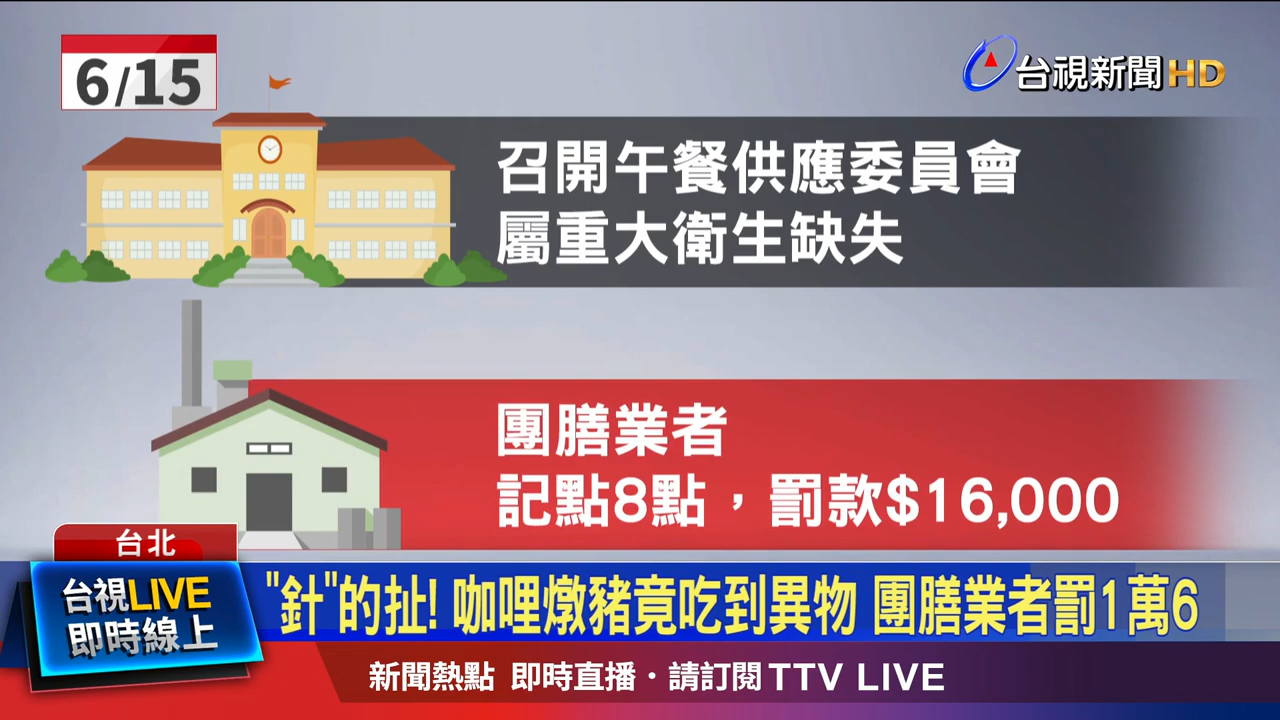 6/15
台視新聞HD
召開午餐供應委員會
屬重大衛生缺失
團膳業者
記點8點，罰款$16,000
台北
台視LIVE
即時線上
"針"的扯! 咖哩燉豬竟吃到異物 團膳業者罰1萬6
新聞熱點 即時直播·請訂閱TTV LIVE